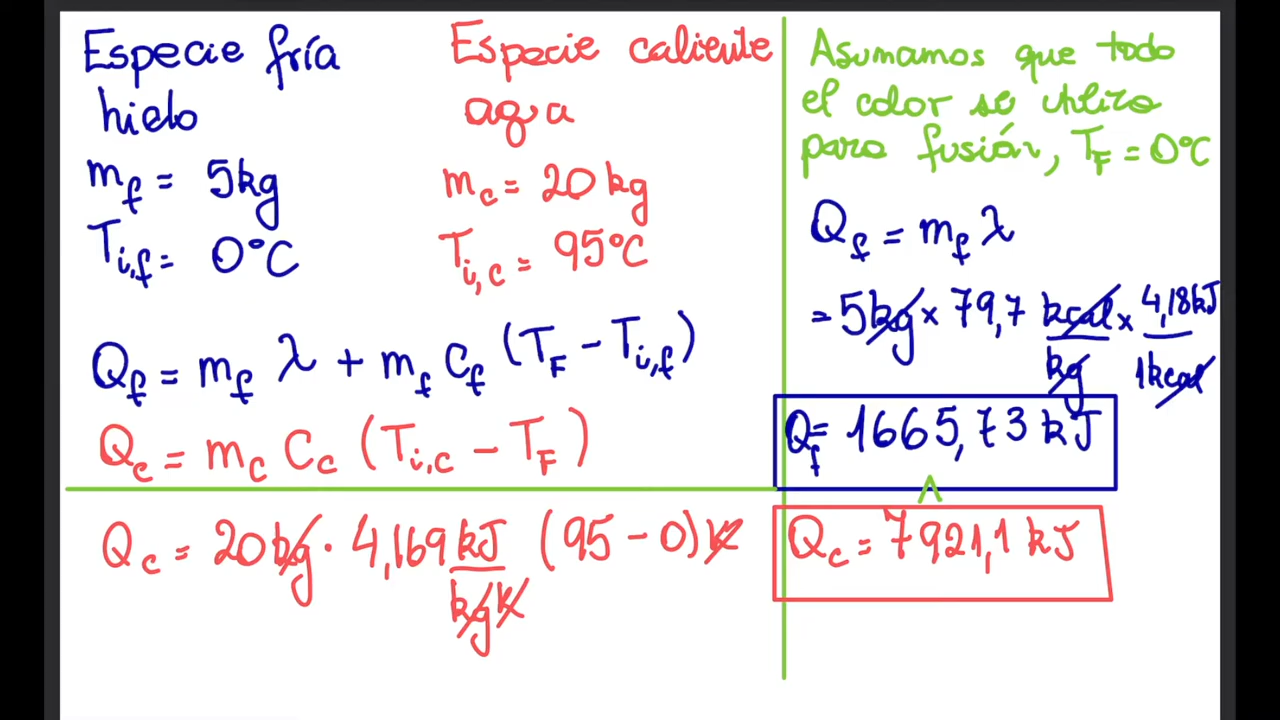 Especie fría
hielo
m_f = 5kg
T_i,f = 0°C
Especie caliente
agua
m_c = 20 kg
T_i,c = 95°C
Q_f = m_f λ + m_f C_f (T_F - T_i,f)
Q_c = m_c C_c (T_i,c - T_F)
Q_c = 20 kg · 4,169 kJ/kg K (95 - 0) K
Asumamos que todo
el calor se utiliza
para fusión, T_F = 0°C
Q_f = m_f λ
= 5kg × 79,7 kcal/kg × 4,18kJ/1kcal
Q_f = 1665,73 kJ
^
Q_c = 7921,1 kJ